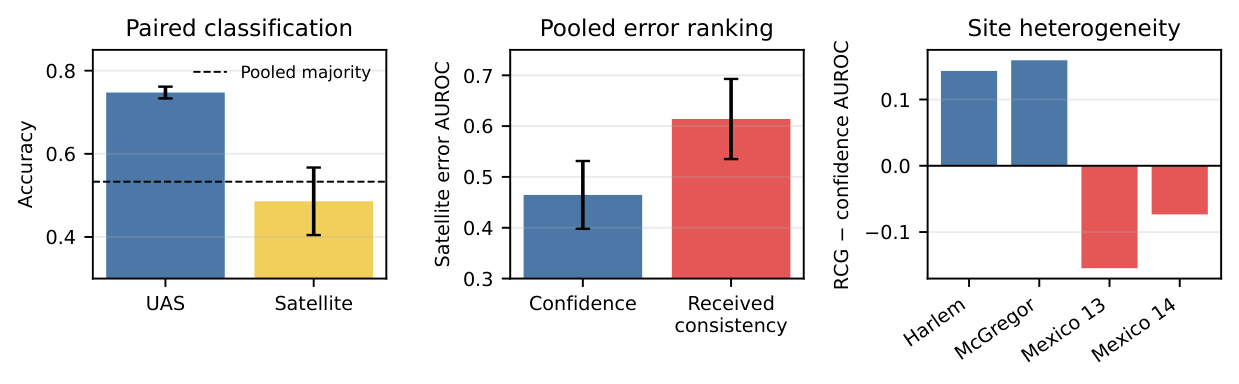 Paired classification
Accuracy
0.8
0.6
0.4
Pooled majority
UAS
Satellite
Pooled error ranking
Satellite error AUROC
0.7
0.6
0.5
0.4
0.3
Confidence
Received
consistency
Site heterogeneity
RCG − confidence AUROC
0.1
0.0
−0.1
Harlem
McGregor
Mexico 13
Mexico 14